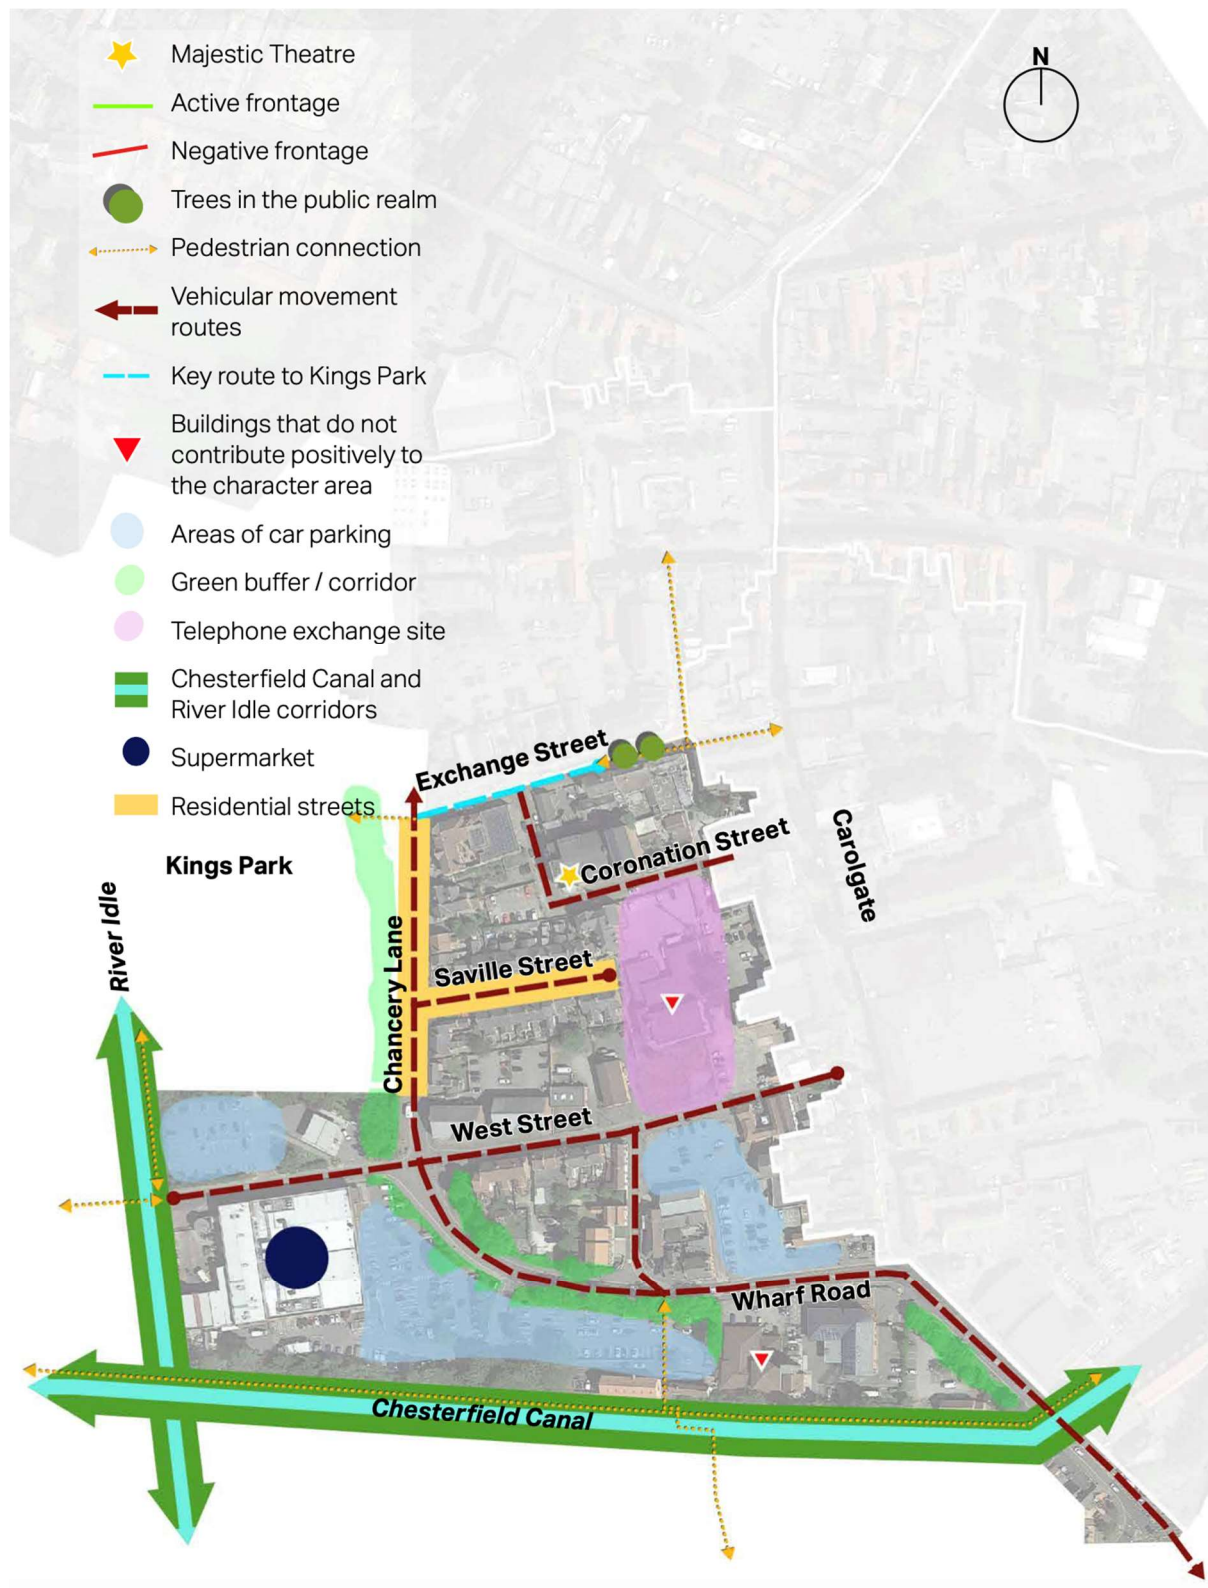 N
Majestic Theatre
Active frontage
Negative frontage
Trees in the public realm
Pedestrian connection
Vehicular movement
routes
Key route to Kings Park
Buildings that do not
contribute positively to
the character area
Areas of car parking
Green buffer / corridor
Telephone exchange site
Chesterfield Canal and
River Idle corridors
Supermarket
Residential streets
Exchange Street
Kings Park
Coronation Street
Carolgate
River Idle
Chancery Lane
Saville Street
West Street
Wharf Road
Chesterfield Canal